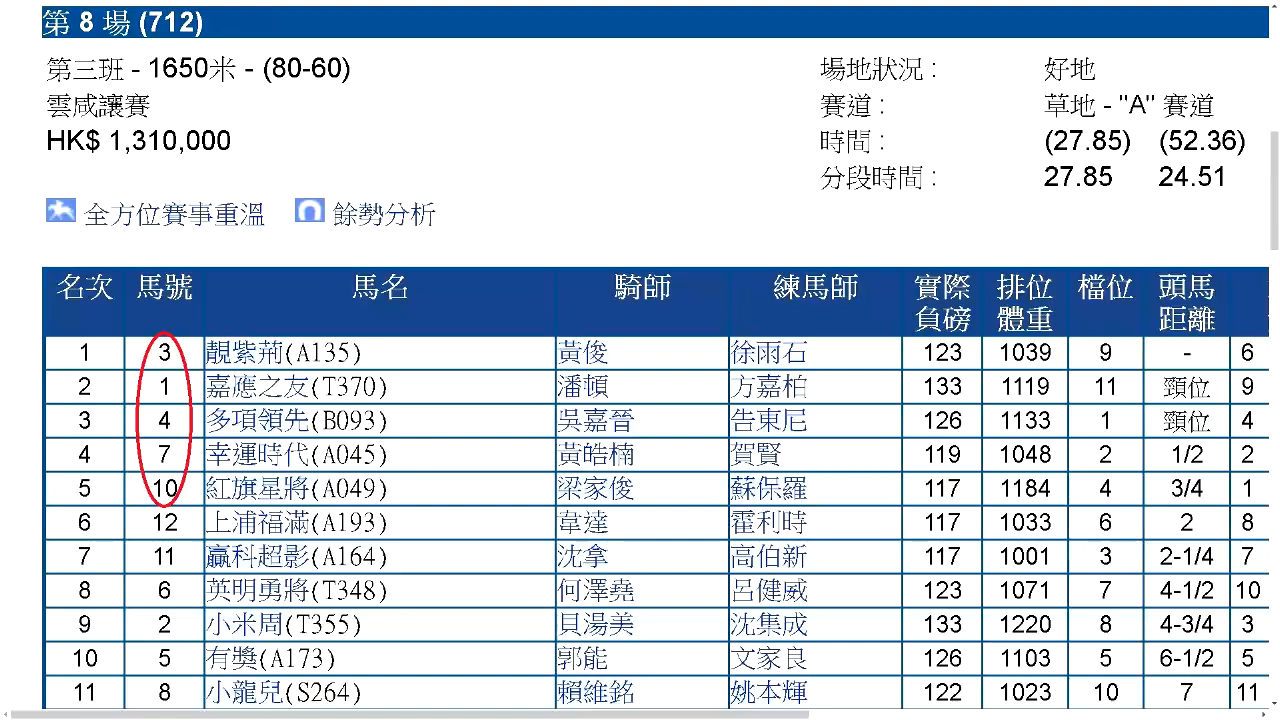 第 8 場 (712)
第三班 - 1650米 - (80-60) 場地狀況 : 好地
雲咸讓賽 賽道 : 草地 - "A" 賽道
HK$ 1,310,000 時間 : (27.85) (52.36)
分段時間 : 27.85 24.51
全方位賽事重溫 餘勢分析
名次 馬號 馬名 騎師 練馬師 實際負磅 排位體重 檔位 頭馬距離
1 3 靚紫荊(A135) 黃俊 徐雨石 123 1039 9 - 6
2 1 嘉應之友(T370) 潘頓 方嘉柏 133 1119 11 頸位 9
3 4 多項領先(B093) 吳嘉晉 告東尼 126 1133 1 頸位 4
4 7 幸運時代(A045) 黃皓楠 賀賢 119 1048 2 1/2 2
5 10 紅旗星將(A049) 梁家俊 蘇保羅 117 1184 4 3/4 1
6 12 上浦福滿(A193) 韋達 霍利時 117 1033 6 2 8
7 11 贏科超影(A164) 沈拿 高伯新 117 1001 3 2-1/4 7
8 6 英明勇將(T348) 何澤堯 呂健威 123 1071 7 4-1/2 10
9 2 小米周(T355) 貝湯美 沈集成 133 1220 8 4-3/4 3
10 5 有獎(A173) 郭能 文家良 126 1103 5 6-1/2 5
11 8 小龍兒(S264) 賴維銘 姚本輝 122 1023 10 7 11